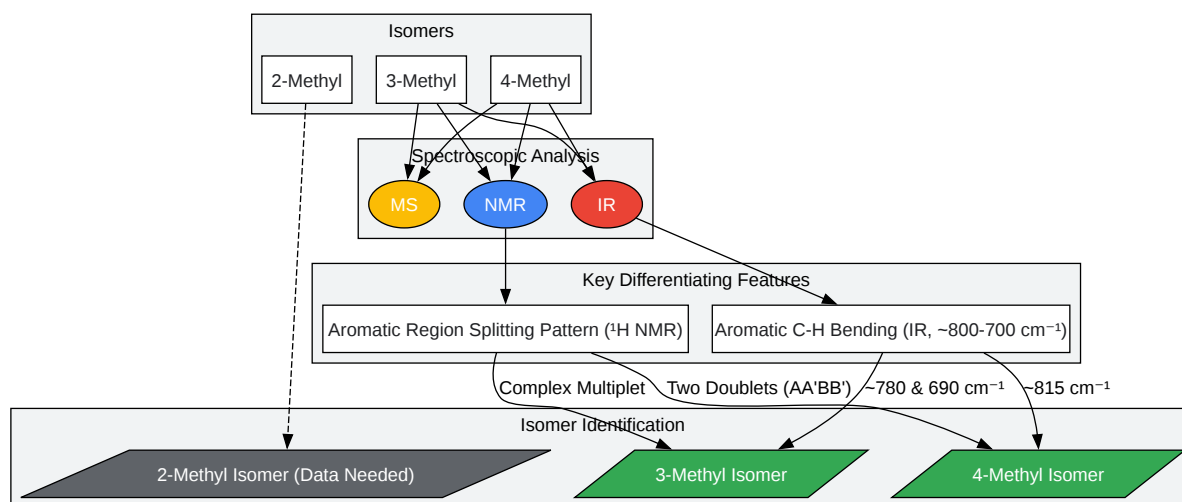 Isomers
2-Methyl
3-Methyl
4-Methyl
Spectroscopic Analysis
MS
NMR
IR
Key Differentiating Features
Aromatic Region Splitting Pattern (¹H NMR)
Aromatic C-H Bending (IR, ~800-700 cm⁻¹)
Complex Multiplet
Two Doublets (AA'BB')
~780 & 690 cm⁻¹
~815 cm⁻¹
Isomer Identification
2-Methyl Isomer (Data Needed)
3-Methyl Isomer
4-Methyl Isomer